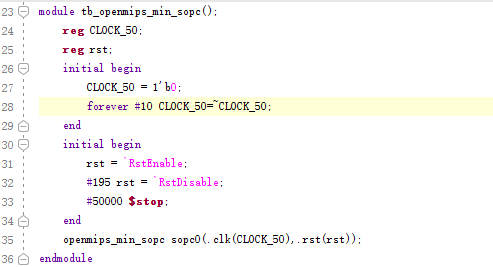 23 module tb_openmips_min_sopc();
24 reg CLOCK_50;
25 reg rst;
26 initial begin
27 CLOCK_50 = 1'b0;
28 forever #10 CLOCK_50=~CLOCK_50;
29 end
30 initial begin
31 rst = `RstEnable;
32 #195 rst = `RstDisable;
33 #50000 $stop;
34 end
35 openmips_min_sopc sopc0(.clk(CLOCK_50),.rst(rst));
36 endmodule